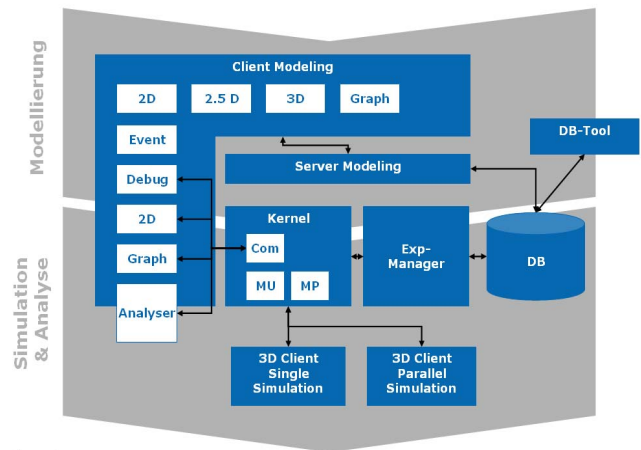 Modellierung
Client Modeling
2D
2.5 D
3D
Graph
Event
Debug
2D
Graph
Analyser
Server Modeling
DB-Tool
Simulation
& Analyse
Kernel
Com
MU
MP
Exp-
Manager
DB
3D Client
Single
Simulation
3D Client
Parallel
Simulation